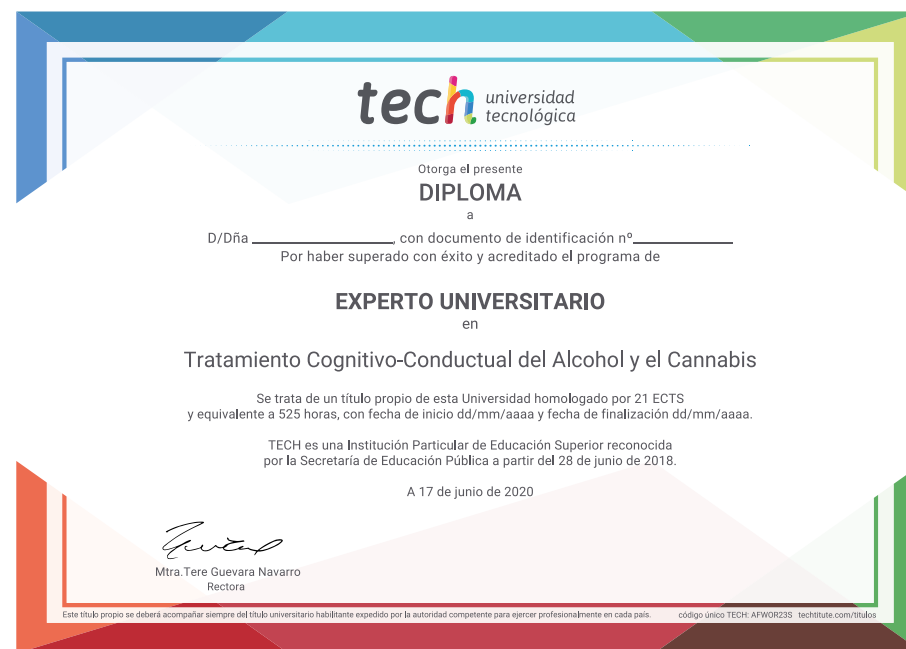 tech universidad
tecnológica
Otorga el presente
DIPLOMA
a
D/Dña ____________________, con documento de identificación nº______________
Por haber superado con éxito y acreditado el programa de
EXPERTO UNIVERSITARIO
en
Tratamiento Cognitivo-Conductual del Alcohol y el Cannabis
Se trata de un título propio de esta Universidad homologado por 21 ECTS
y equivalente a 525 horas, con fecha de inicio dd/mm/aaaa y fecha de finalización dd/mm/aaaa.
TECH es una Institución Particular de Educación Superior reconocida
por la Secretaría de Educación Pública a partir del 28 de junio de 2018.
A 17 de junio de 2020
Mtra.Tere Guevara Navarro
Rectora
Este título propio se deberá acompañar siempre del título universitario habilitante expedido por la autoridad competente para ejercer profesionalmente en cada país. código único TECH: AFWOR23S techtitute.com/titulos